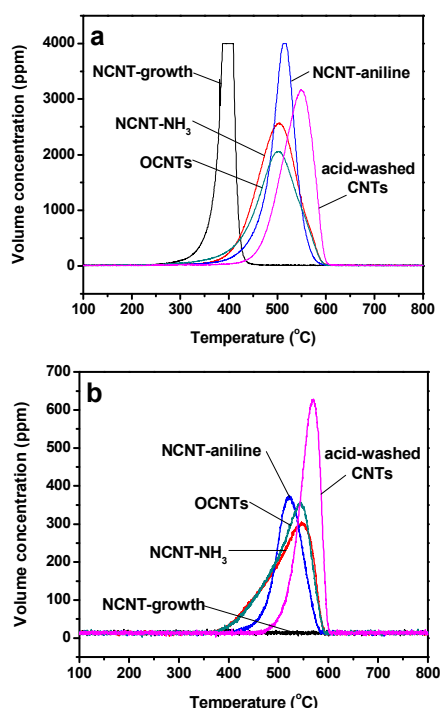 a
NCNT-growth
NCNT-aniline
NCNT-NH3
OCNTs
acid-washed
CNTs
Volume concentration (ppm)
4000
3000
2000
1000
0
100 200 300 400 500 600 700 800
Temperature (°C)
b
NCNT-aniline
acid-washed
CNTs
OCNTs
NCNT-NH3
NCNT-growth
Volume concentration (ppm)
700
600
500
400
300
200
100
0
100 200 300 400 500 600 700 800
Temperature (°C)